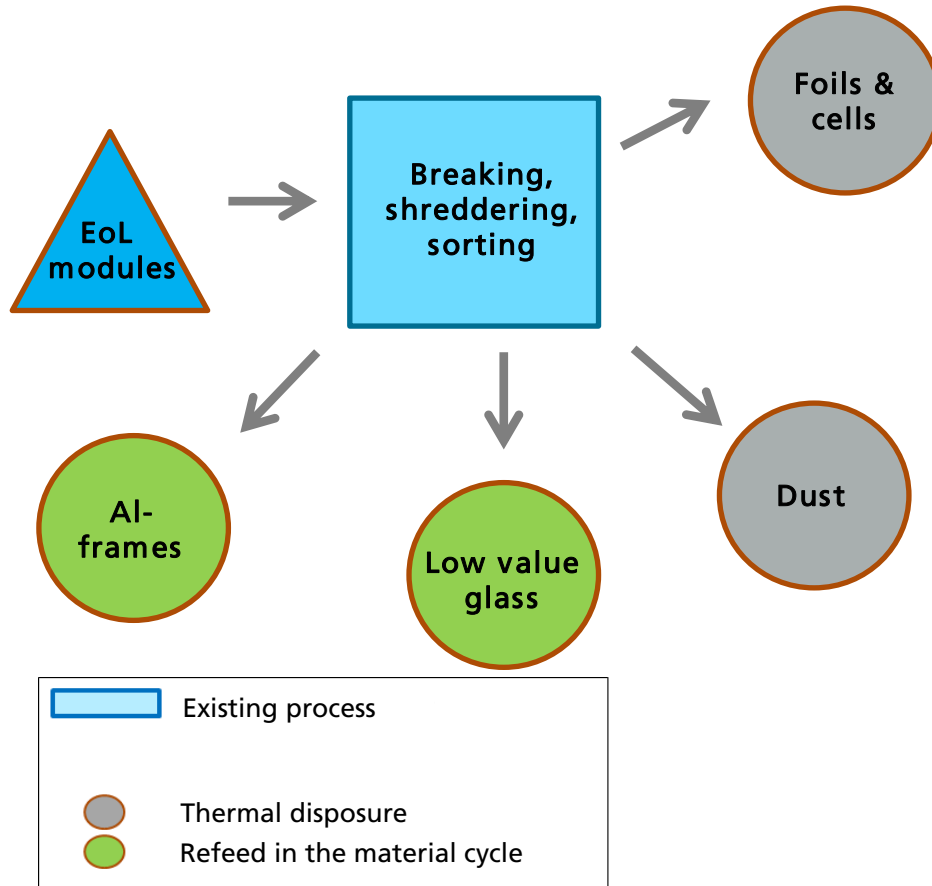 Foils &
cells
Breaking,
shreddering,
sorting
EoL
modules
Al-
frames
Low value
glass
Dust
Existing process
Thermal disposure
Refeed in the material cycle